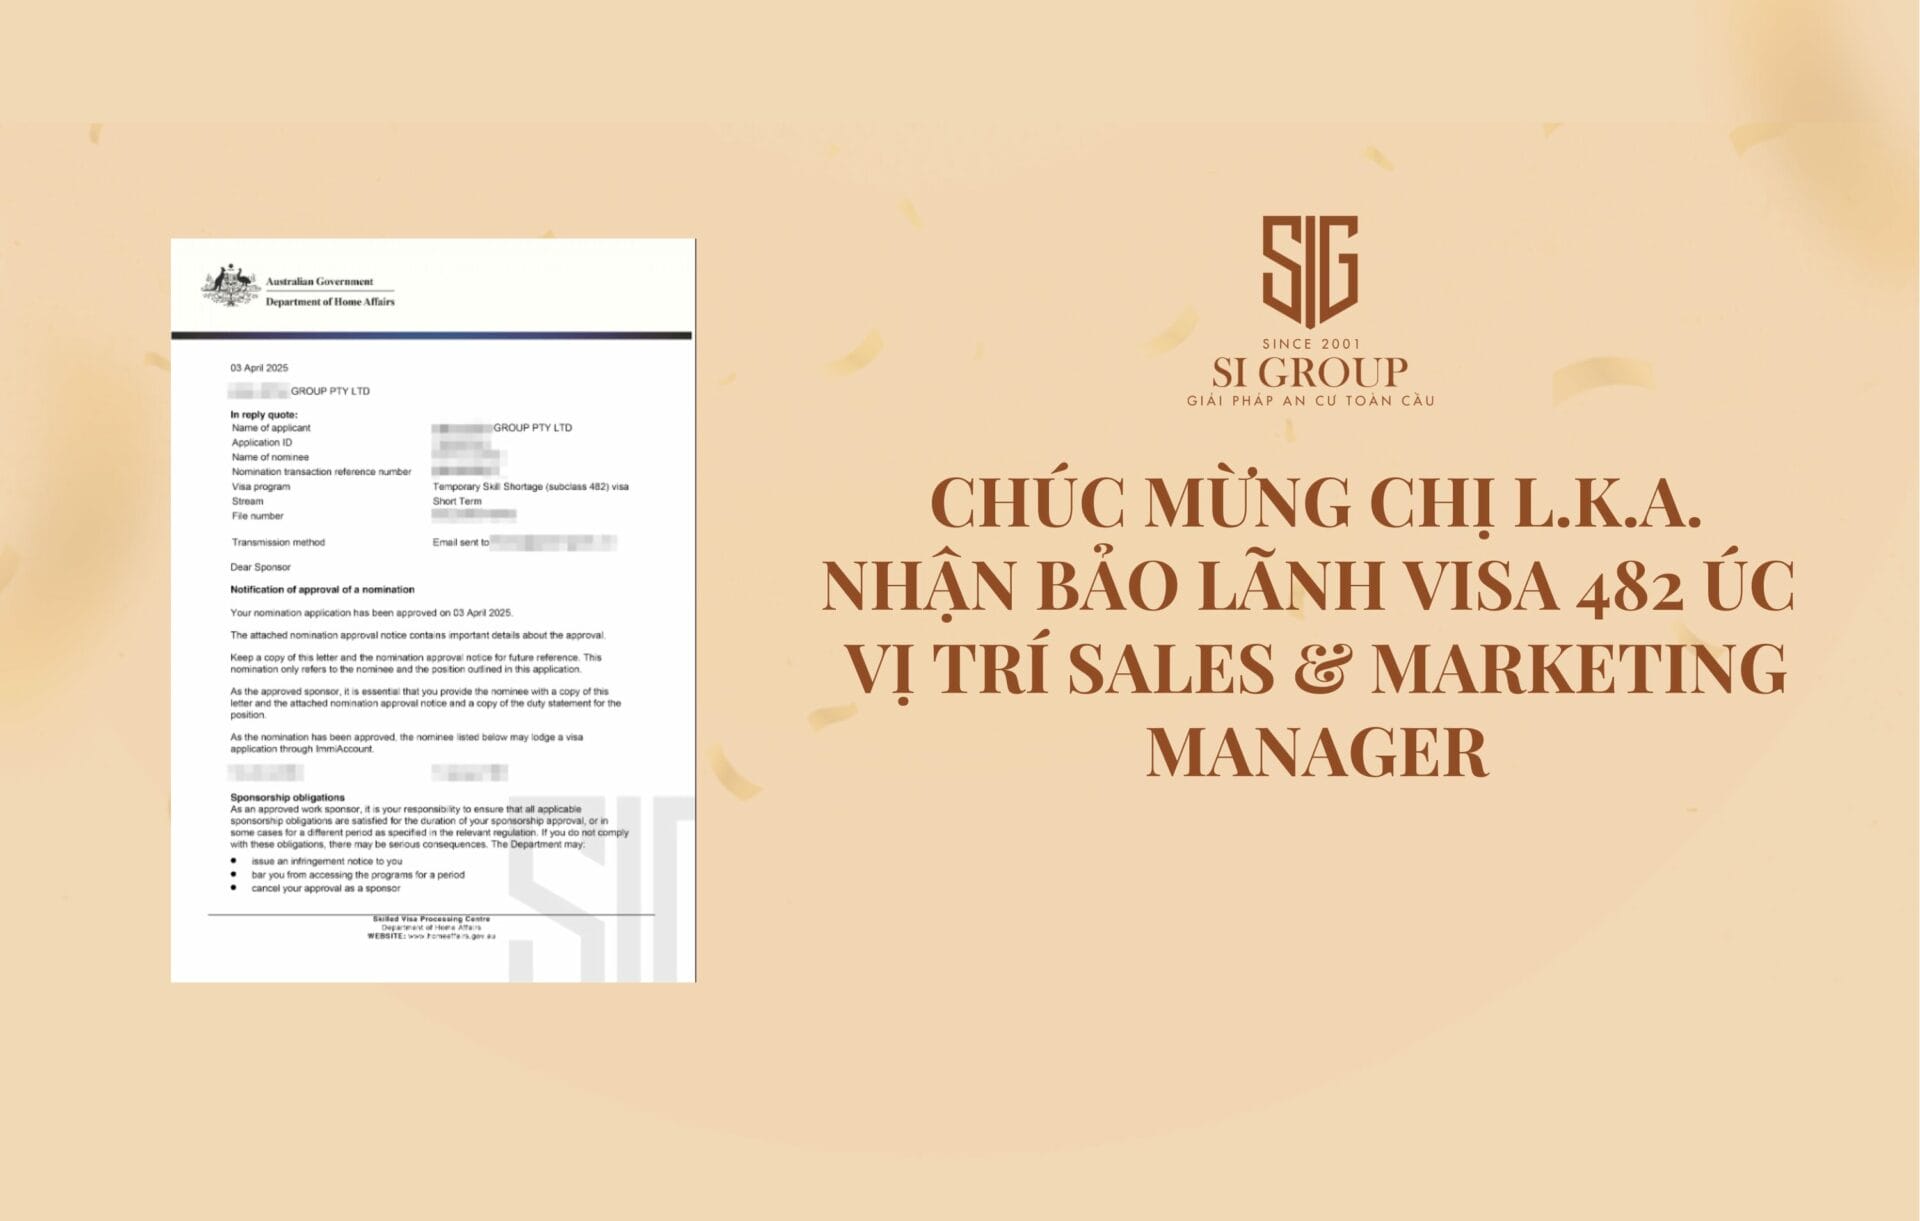 Australian Government
Department of Home Affairs
03 April 2025
GROUP PTY LTD
In reply quote:
Name of applicant GROUP PTY LTD
Application ID
Name of nominee
Nomination transaction reference number
Visa program Temporary Skill Shortage (subclass 482) visa
Stream Short Term
File number
Transmission method Email sent to
Dear Sponsor
Notification of approval of a nomination
Your nomination application has been approved on 03 April 2025.
The attached nomination approval notice contains important details about the approval.
Keep a copy of this letter and the nomination approval notice for future reference. This
nomination only refers to the nominee and the position outlined in this application.
As the approved sponsor, it is essential that you provide the nominee with a copy of this
letter and the attached nomination approval notice and a copy of the duty statement for the
position.
As the nomination has been approved, the nominee listed below may lodge a visa
application through ImmiAccount.
Sponsorship obligations
As an approved work sponsor, it is your responsibility to ensure that all applicable
sponsorship obligations are satisfied for the duration of your sponsorship approval, or in
some cases for a different period as specified in the relevant regulation. If you do not comply
with these obligations, there may be serious consequences. The Department may:
● issue an infringement notice to you
● bar you from accessing the programs for a period
● cancel your approval as a sponsor
Skilled Visa Processing Centre
Department of Home Affairs
WEBSITE: www.homeaffairs.gov.au
SIG
SIG
SINCE 2001
SI GROUP
GIẢI PHÁP AN CƯ TOÀN CẦU
CHÚC MỪNG CHỊ L.K.A.
NHẬN BẢO LÃNH VISA 482 ÚC
VỊ TRÍ SALES & MARKETING
MANAGER